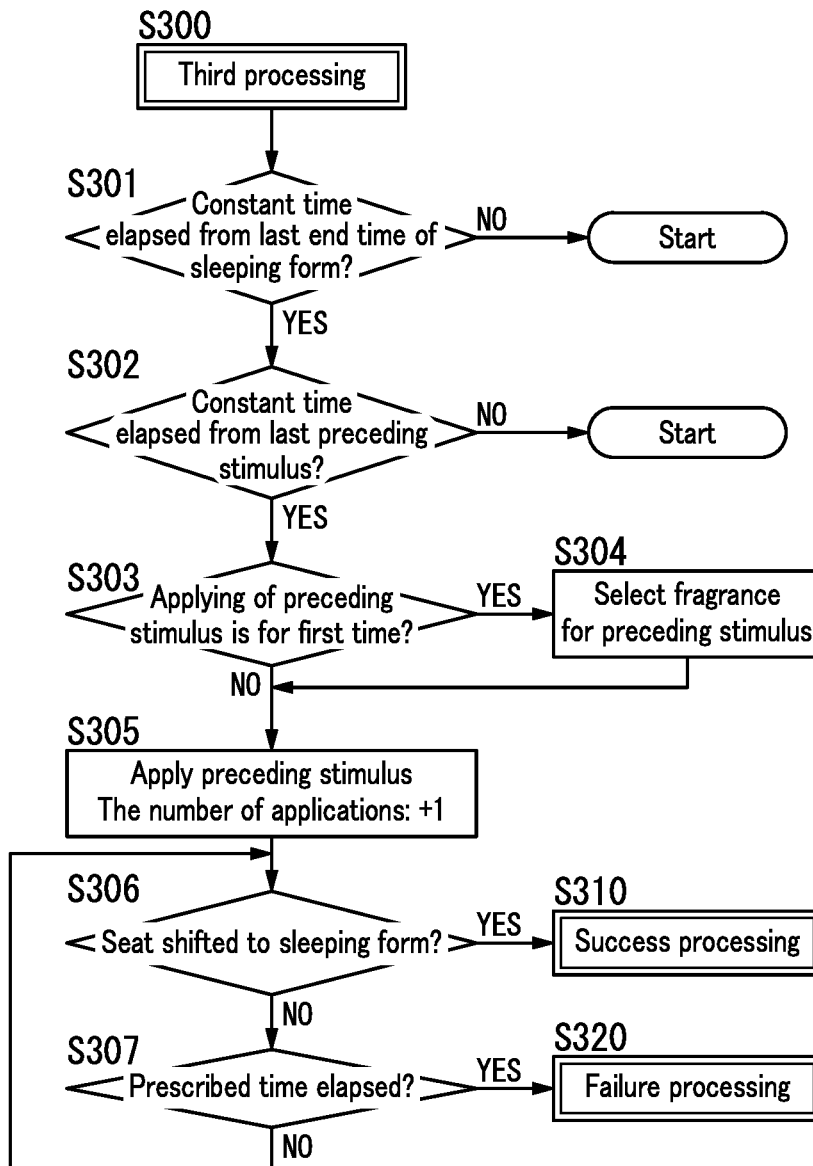 S300
Third processing
S301
Constant time
elapsed from last end time of
sleeping form?
NO
Start
YES
S302
Constant time
elapsed from last preceding
stimulus?
NO
Start
YES
S303
Applying of preceding
stimulus is for first time?
YES
S304
Select fragrance
for preceding stimulus
NO
S305
Apply preceding stimulus
The number of applications: +1
S306
Seat shifted to sleeping form?
YES
S310
Success processing
NO
S307
Prescribed time elapsed?
YES
S320
Failure processing
NO